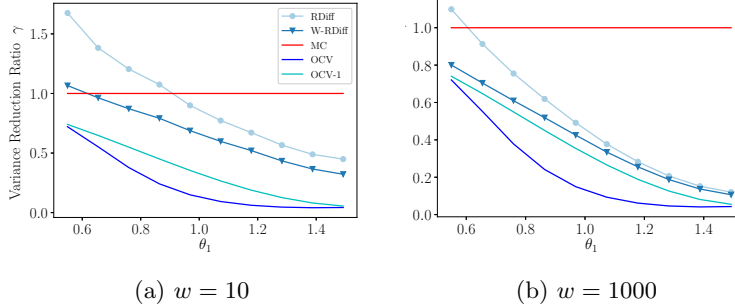 Variance Reduction Ratio γ
1.5
1.0
0.5
0.0
RDiff
W-RDiff
MC
OCV
OCV-1
0.6 0.8 1.0 1.2 1.4
θ1
(a) w = 10
1.0
0.8
0.6
0.4
0.2
0.0
0.6 0.8 1.0 1.2 1.4
θ1
(b) w = 1000